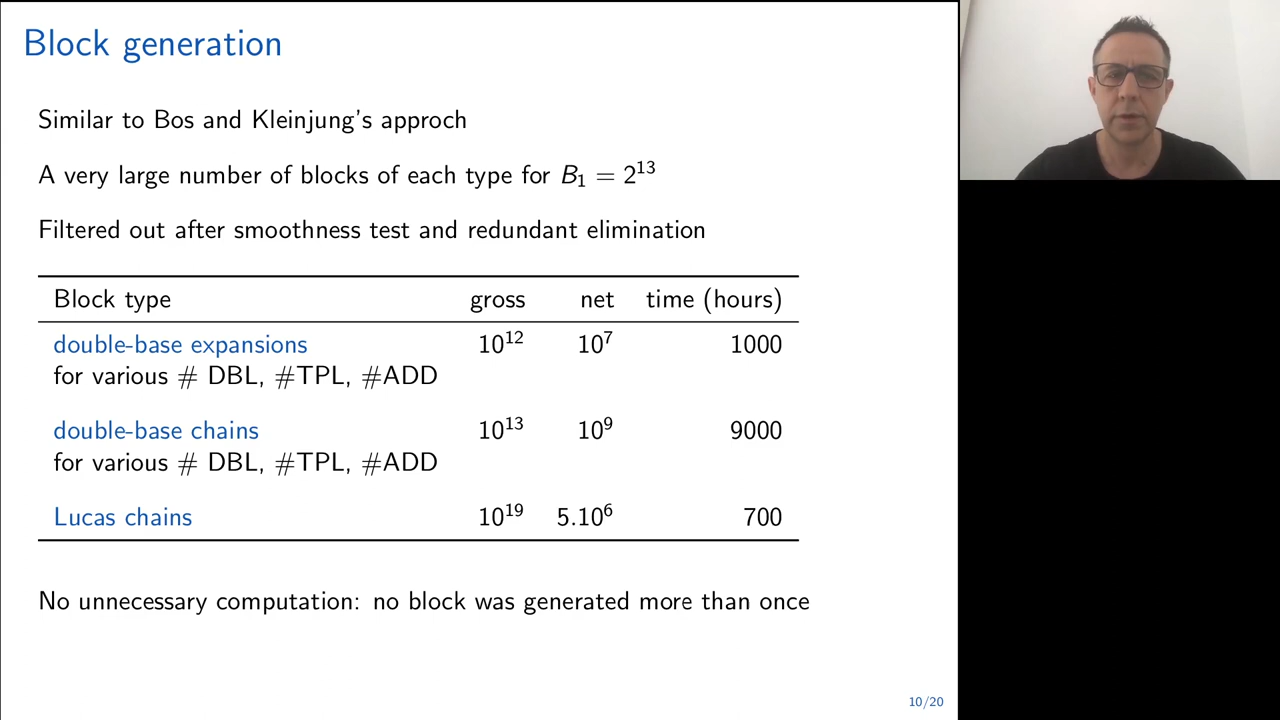 Block generation
Similar to Bos and Kleinjung's approch
A very large number of blocks of each type for B₁ = 2¹³
Filtered out after smoothness test and redundant elimination
Block type gross net time (hours)
double-base expansions 10¹² 10⁷ 1000
for various # DBL, #TPL, #ADD
double-base chains 10¹³ 10⁹ 9000
for various # DBL, #TPL, #ADD
Lucas chains 10¹⁹ 5.10⁶ 700
No unnecessary computation: no block was generated more than once
10/20